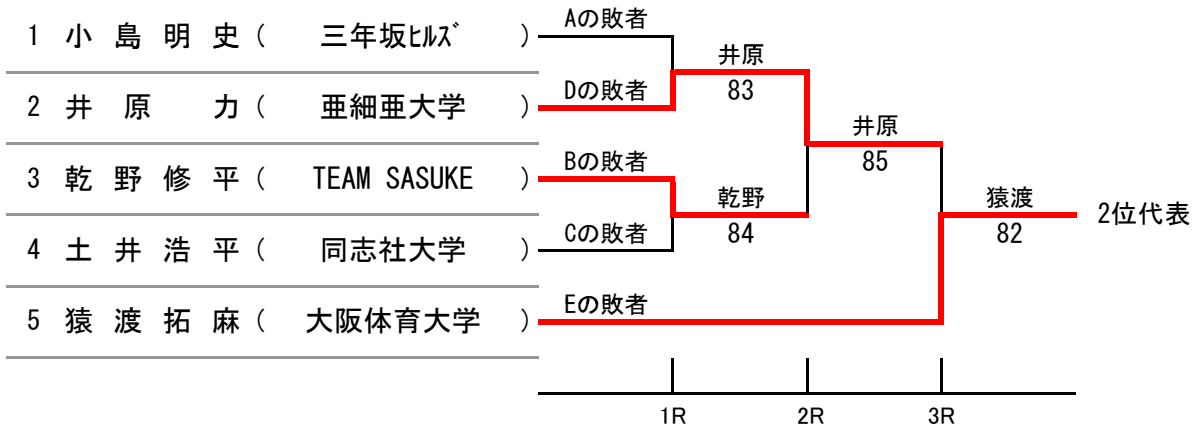 1 小島明史( 三年坂ﾋﾙｽﾞ ) Aの敗者
井原
2 井原 力( 亜細亜大学 ) Dの敗者 83
井原
85
3 乾野修平( TEAM SASUKE ) Bの敗者
乾野 猿渡
2位代表
4 土井浩平( 同志社大学 ) Cの敗者 84 82
5 猿渡拓麻( 大阪体育大学 ) Eの敗者
1R 2R 3R